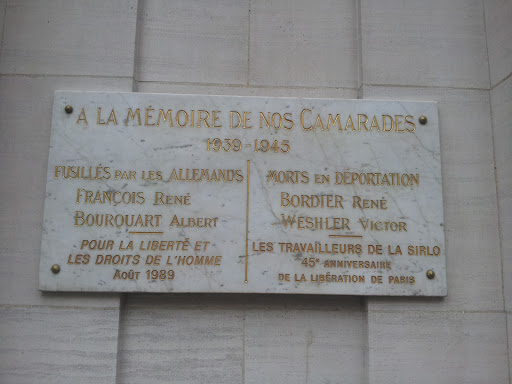 A LA MÉMOIRE DE NOS CAMARADES
1939-1945
FUSILLÉS PAR LES ALLEMANDS
FRANÇOIS RENÉ
BOURQUART ALBERT
POUR LA LIBERTÉ ET
LES DROITS DE L'HOMME
AOÛT 1989
MORTS EN DÉPORTATION
BORDIER RENÉ
WESHLER VICTOR
LES TRAVAILLEURS DE LA SIRLO
45e ANNIVERSAIRE
DE LA LIBÉRATION DE PARIS